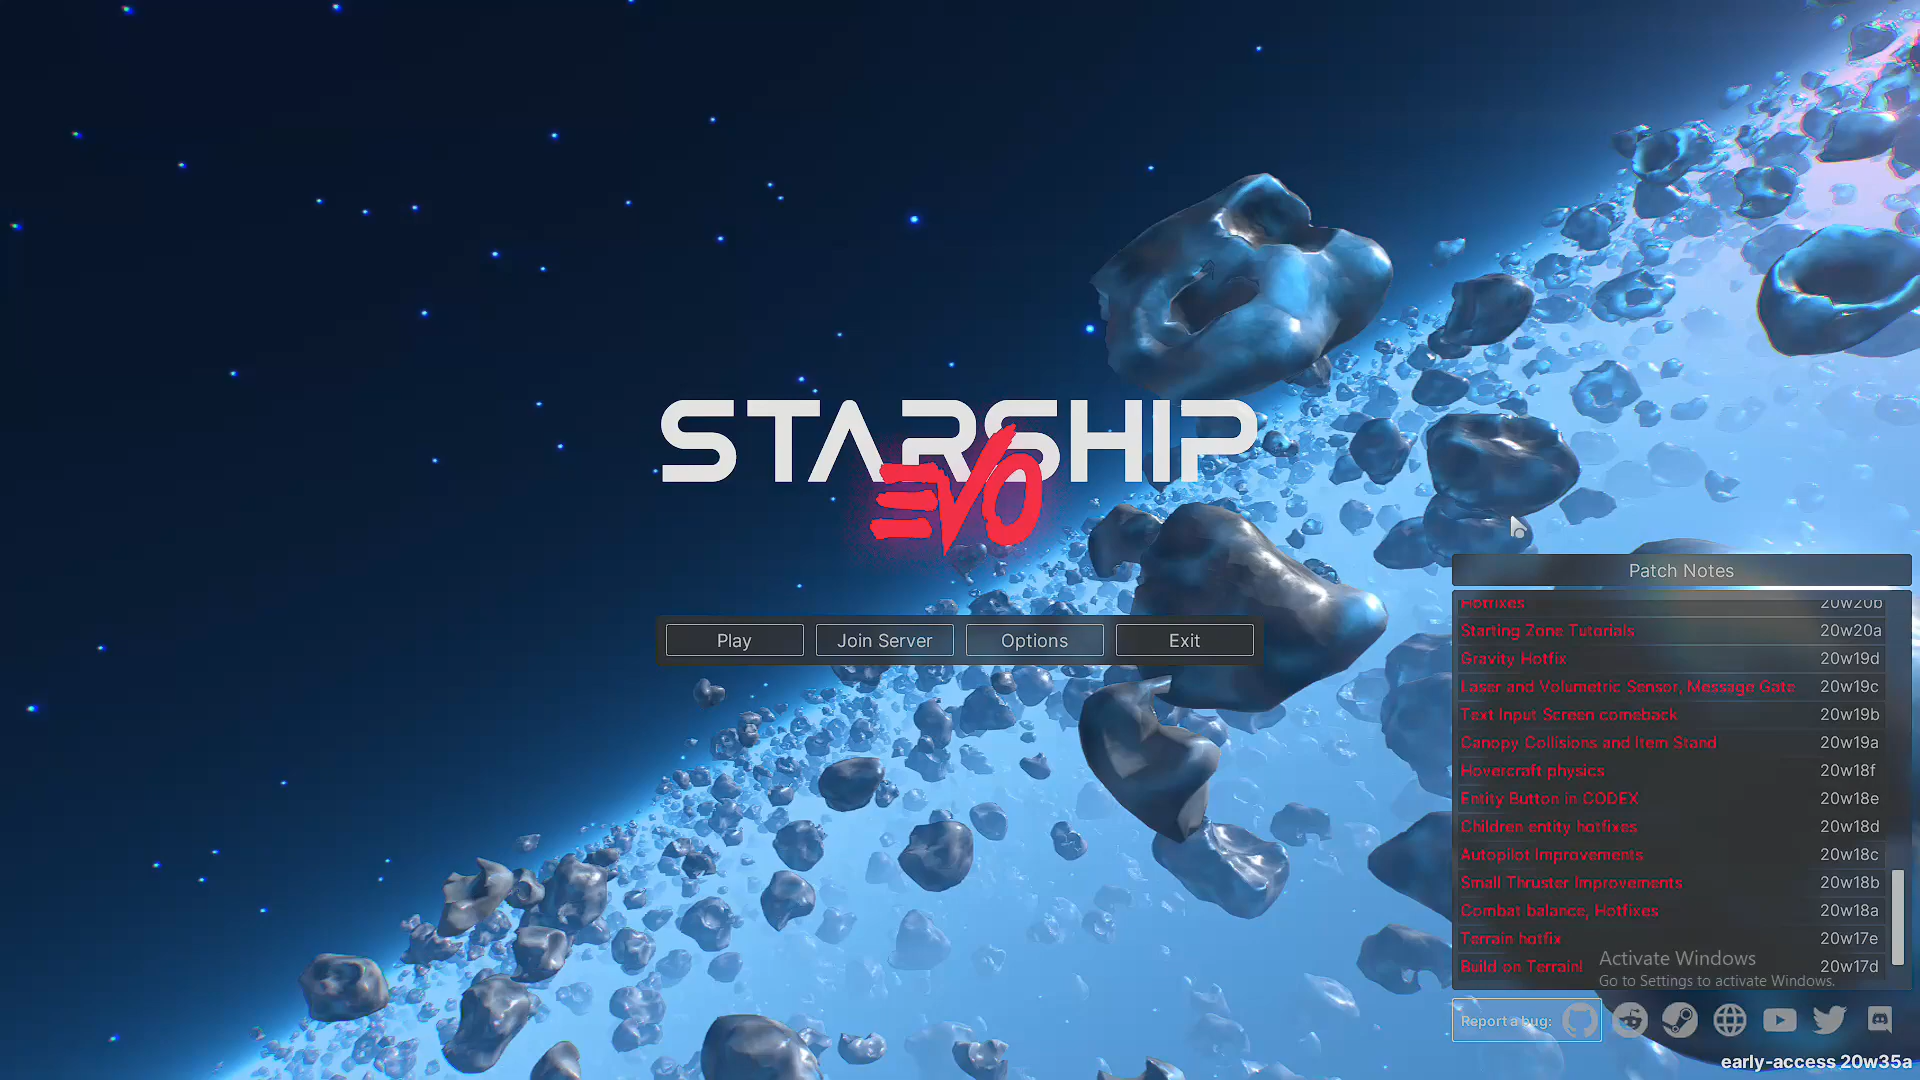 STARSHIP
EVO
Play
Join Server
Options
Exit
Patch Notes
Hotfixes 20w20b
Starting Zone Tutorials 20w20a
Gravity Hotfix 20w19d
Laser and Volumetric Sensor, Message Gate 20w19c
Text Input Screen comeback 20w19b
Canopy Collisions and Item Stand 20w19a
Hovercraft physics 20w18f
Entity Button in CODEX 20w18e
Children entity hotfixes 20w18d
Autopilot Improvements 20w18c
Small Thruster Improvements 20w18b
Combat balance, Hotfixes 20w18a
Terrain hotfix 20w17e
Build on Terrain! 20w17d
Activate Windows
Go to Settings to activate Windows.
Report a bug:
early-access 20w35a